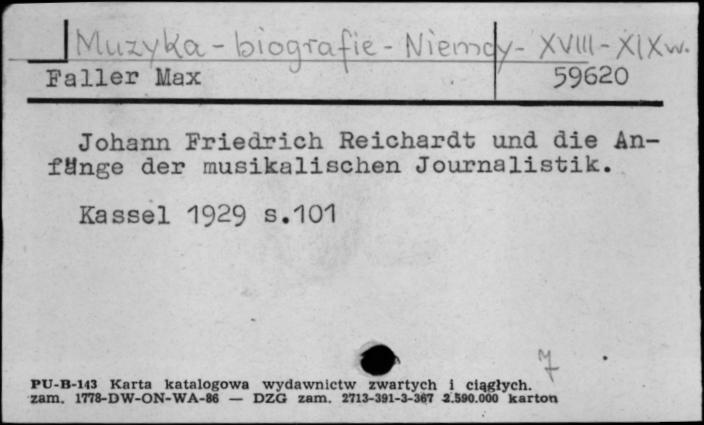 Muzyka - biografie - Niemcy - XVIII - XIX w.
Faller Max 59620
Johann Friedrich Reichardt und die An-
fänge der musikalischen Journalistik.
Kassel 1929 s.101
7
PU-B-143 Karta katalogowa wydawnictw zwartych i ciągłych.
zam. 1778-DW-ON-WA-86 — DZG zam. 2713-391-3-367 2.590.000 karton